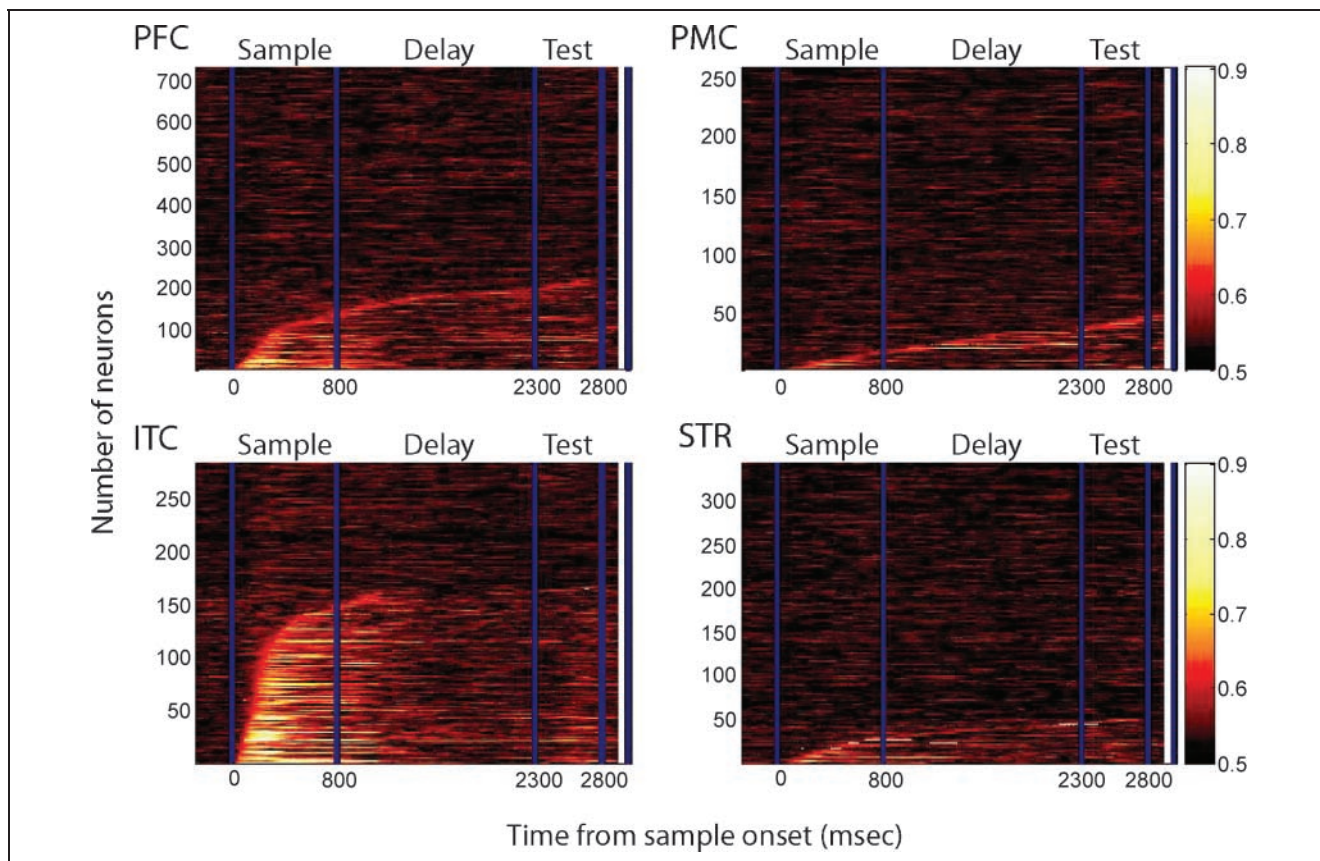 PFC
Sample Delay Test
700
600
500
400
300
200
100
0 800 2300 2800
PMC
Sample Delay Test
250
200
150
100
50
0 800 2300 2800
0.9
0.8
0.7
0.6
0.5
ITC
Sample Delay Test
250
200
150
100
50
0 800 2300 2800
STR
Sample Delay Test
300
250
200
150
100
50
0 800 2300 2800
0.9
0.8
0.7
0.6
0.5
Number of neurons
Time from sample onset (msec)